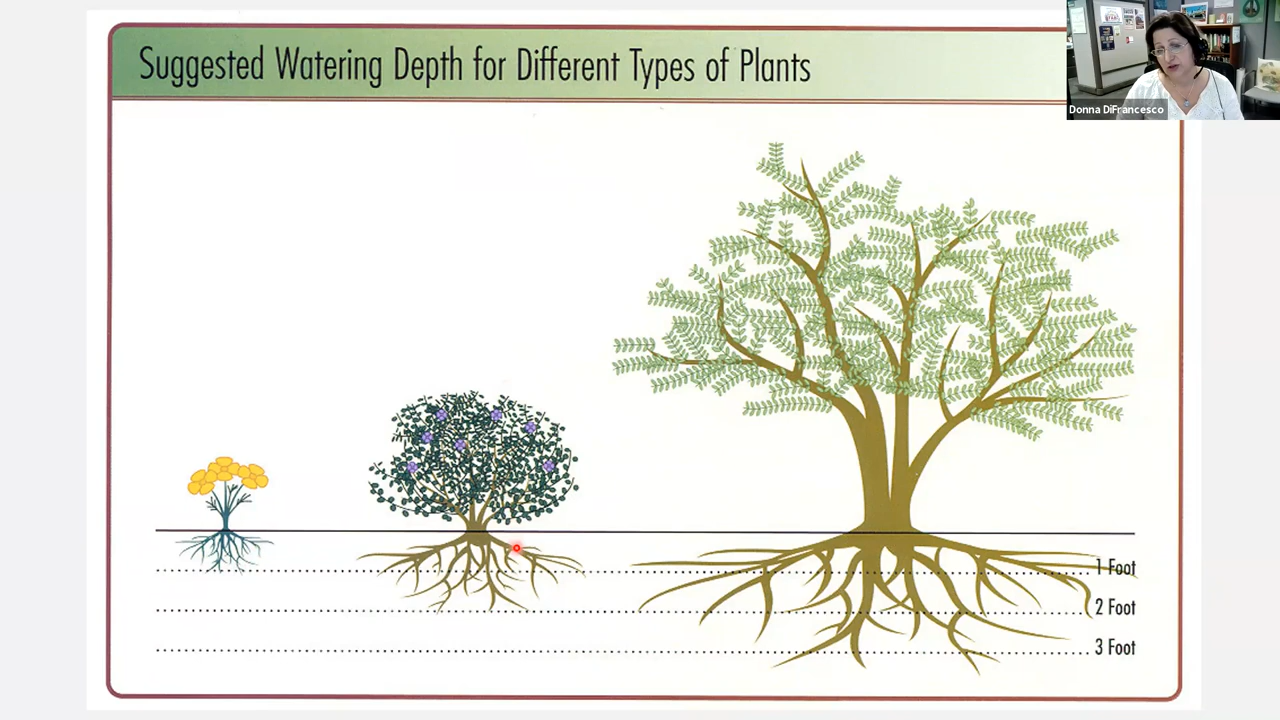 Suggested Watering Depth for Different Types of Plants
Donna DiFrancesco
1 Foot
2 Foot
3 Foot